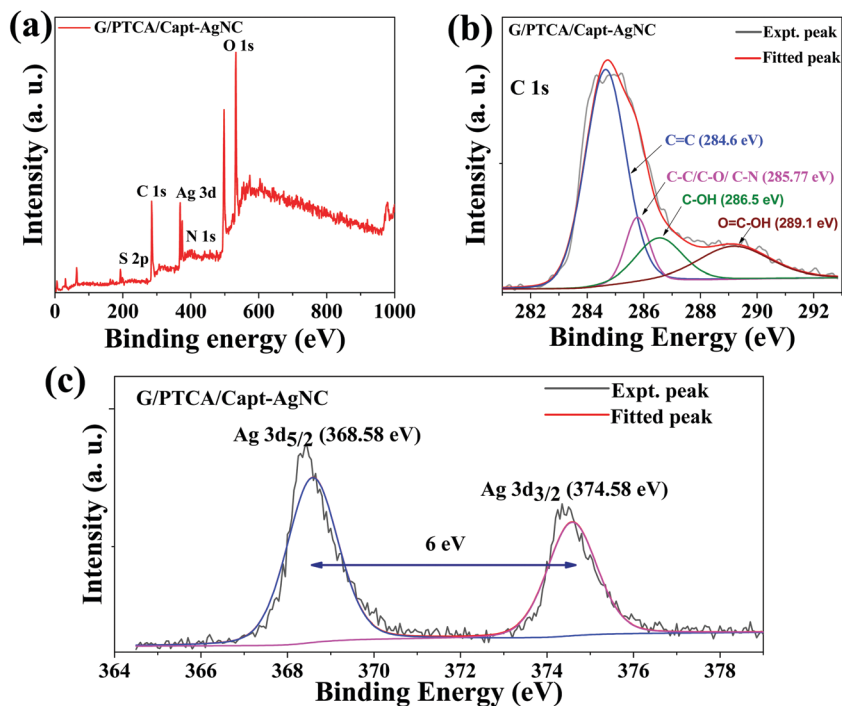 (a)
G/PTCA/Capt-AgNC
O 1s
C 1s
Ag 3d
N 1s
S 2p
Intensity (a. u.)
0 200 400 600 800 1000
Binding energy (eV)
(b)
G/PTCA/Capt-AgNC
Expt. peak
Fitted peak
C 1s
C=C (284.6 eV)
C-C/C-O/ C-N (285.77 eV)
C-OH (286.5 eV)
O=C-OH (289.1 eV)
Intensity (a. u.)
282 284 286 288 290 292
Binding Energy (eV)
(c)
G/PTCA/Capt-AgNC
Expt. peak
Fitted peak
Ag 3d5/2 (368.58 eV)
Ag 3d3/2 (374.58 eV)
6 eV
Intensity (a. u.)
364 366 368 370 372 374 376 378
Binding Energy (eV)